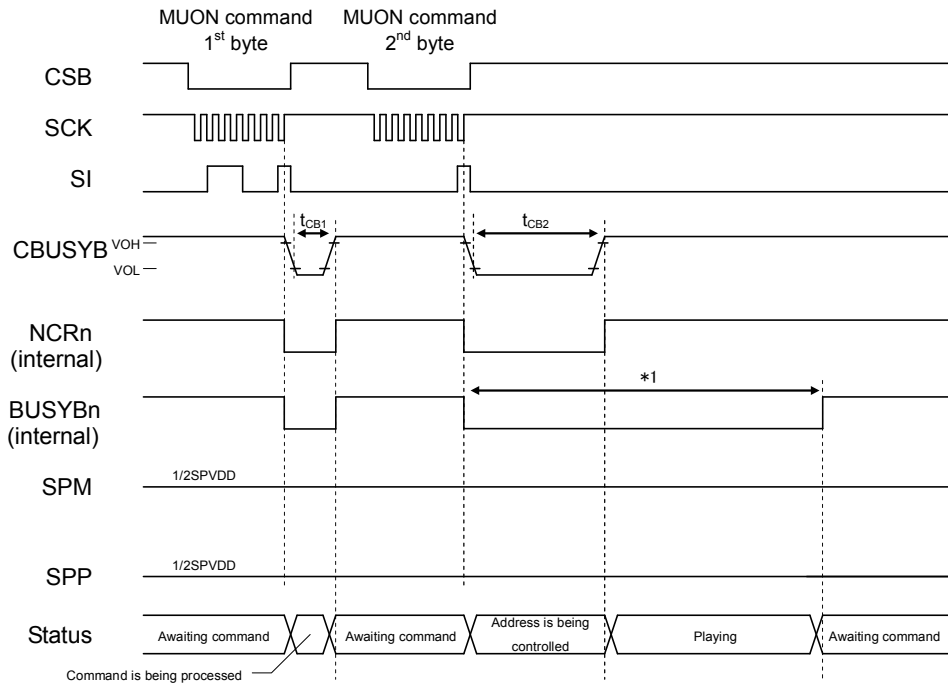 MUON command
1st byte
MUON command
2nd byte
CSB
SCK
SI
tCB1
tCB2
CBUSYB
VOH
VOL
NCRn
(internal)
*1
BUSYBn
(internal)
SPM
1/2SPVDD
SPP
1/2SPVDD
Status
Awaiting command
Awaiting command
Address is being
controlled
Playing
Awaiting command
Command is being processed